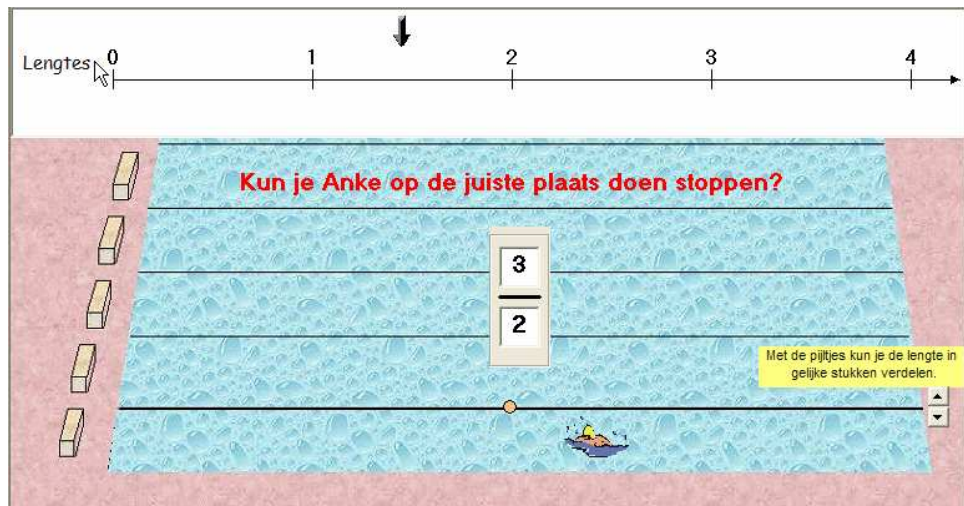 Lengtes 0 1 2 3 4
Kun je Anke op de juiste plaats doen stoppen?
3
2
Met de pijltjes kun je de lengte in
gelijke stukken verdelen.